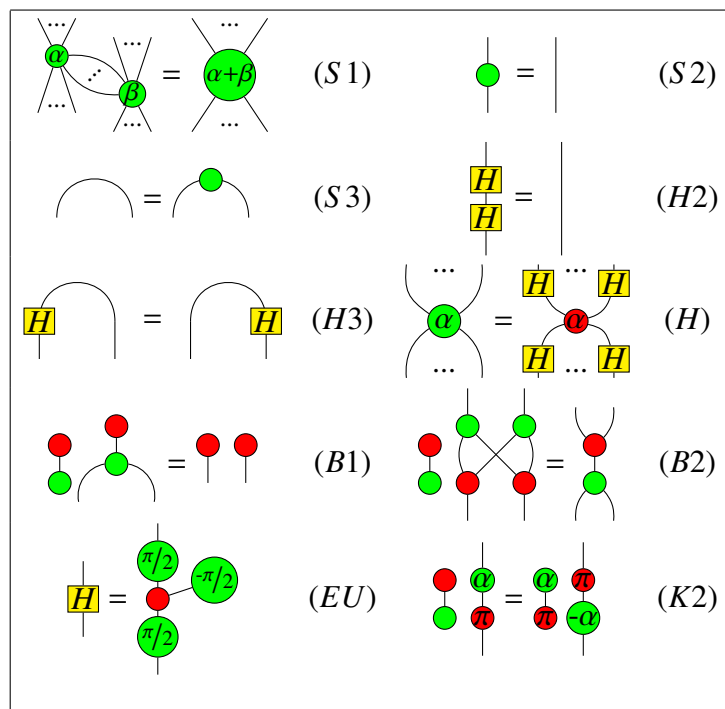 ... ... ...
α ... β = α+β (S1) = (S2)
... ... ...
= (S3) H H = (H2)
H = H (H3) ... α ... = H ... H α H ... H (H)
= (B1) = (B2)
H = π/2 -π/2 π/2 (EU) α π = α π π -α (K2)